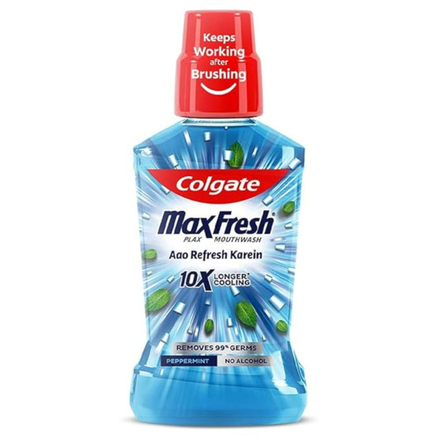 Keeps
Working
after
Brushing
Colgate
MaxFresh®
PLAX MOUTHWASH
Aao Refresh Karein
10X LONGER*
COOLING
REMOVES 99% GERMS
PEPPERMINT NO ALCOHOL